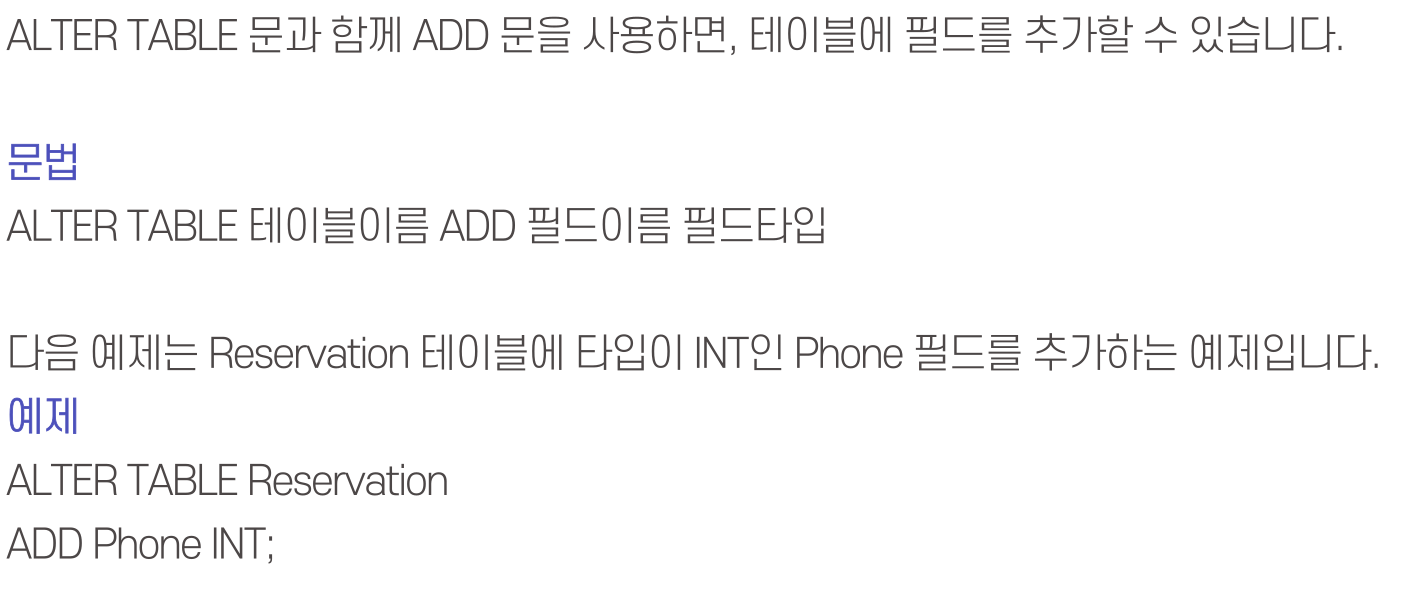 ALTER TABLE 문과 함께 ADD 문을 사용하면, 테이블에 필드를 추가할 수 있습니다.
문법
ALTER TABLE 테이블이름 ADD 필드이름 필드타입
다음 예제는 Reservation 테이블에 타입이 INT인 Phone 필드를 추가하는 예제입니다.
예제
ALTER TABLE Reservation
ADD Phone INT;